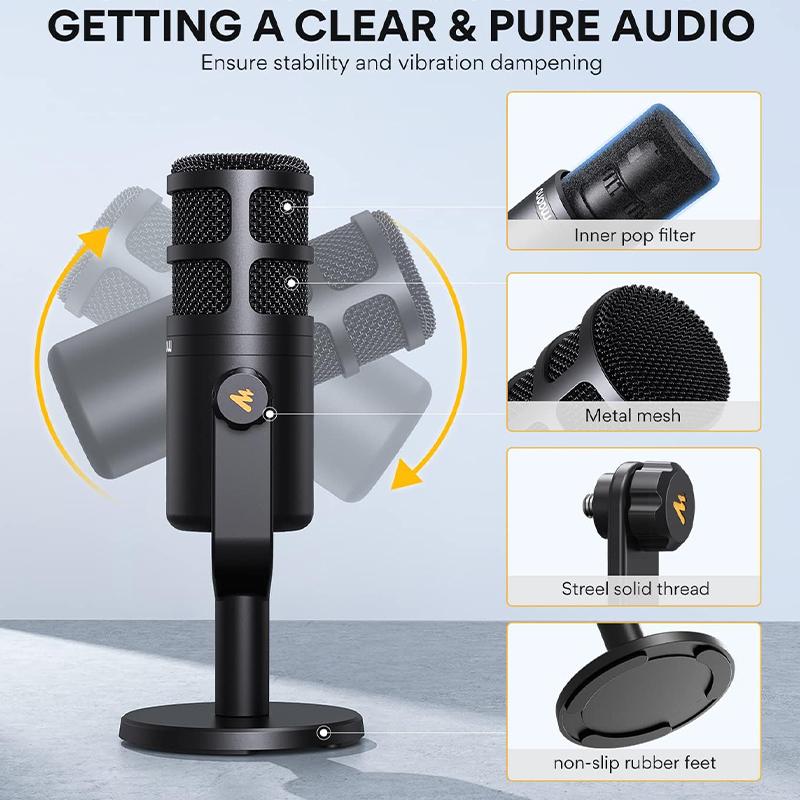 GETTING A CLEAR & PURE AUDIO
Ensure stability and vibration dampening
maono
Inner pop filter
Metal mesh
Streel solid thread
non-slip rubber feet